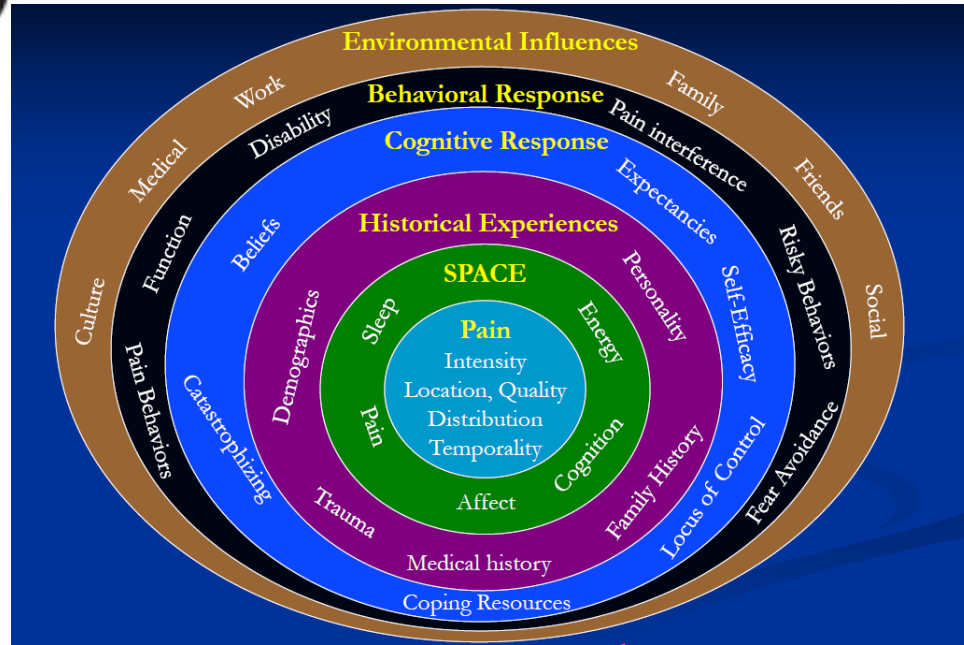 Environmental Influences
Work
Family
Medical
Friends
Culture
Social
Behavioral Response
Disability
Pain interference
Function
Risky Behaviors
Pain Behaviors
Fear Avoidance
Cognitive Response
Beliefs
Expectancies
Self-Efficacy
Catastrophizing
Locus of Control
Coping Resources
Historical Experiences
Demographics
Personality
Trauma
Family History
Medical history
SPACE
Sleep
Energy
Pain
Cognition
Affect
Pain
Intensity
Location, Quality
Distribution
Temporality